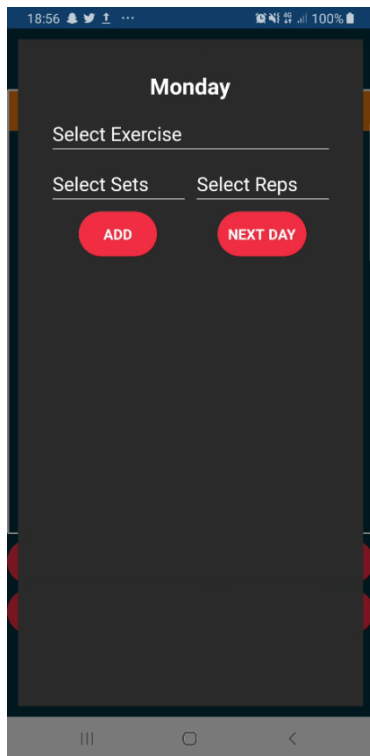 18:56 ... 100%
Monday
Select Exercise
Select Sets Select Reps
ADD NEXT DAY